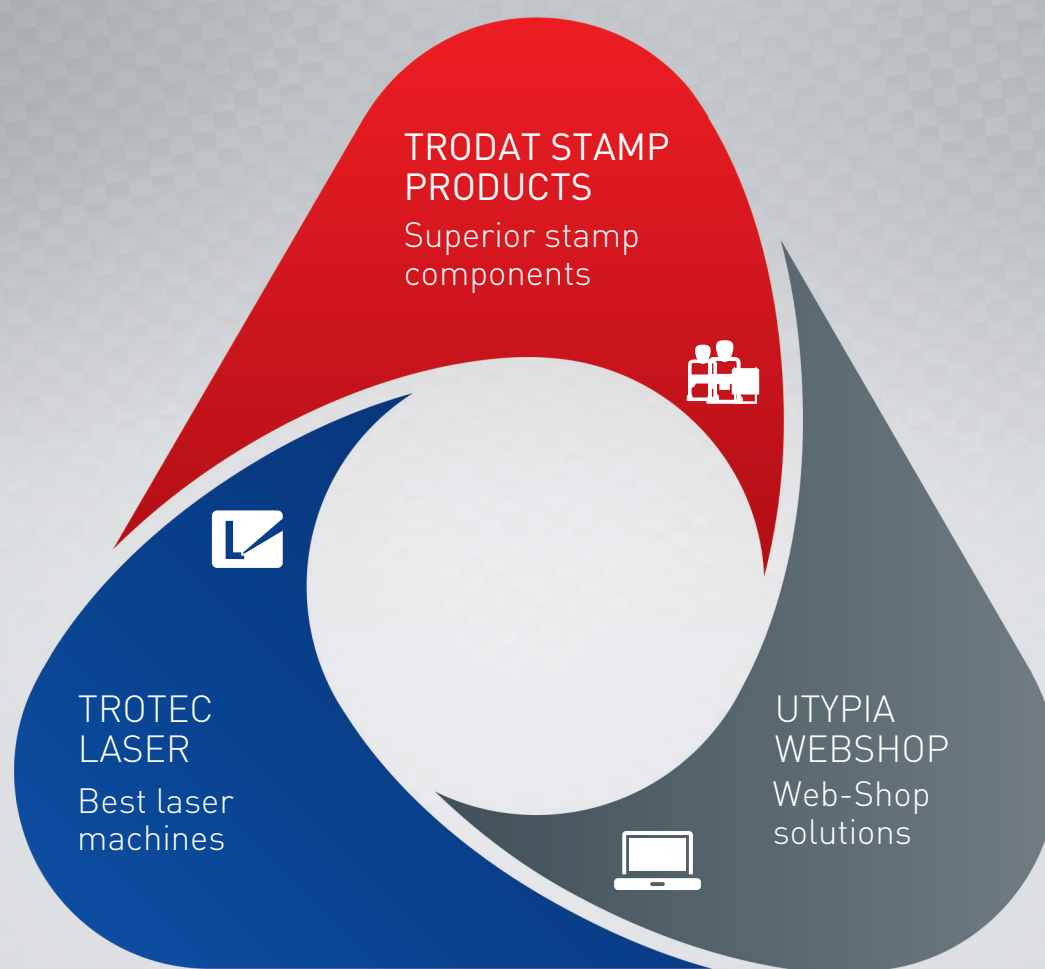 TRODAT STAMP
PRODUCTS
Superior stamp
components
TROTEC
LASER
Best laser
machines
UTYPIA
WEBSHOP
Web-Shop
solutions
L